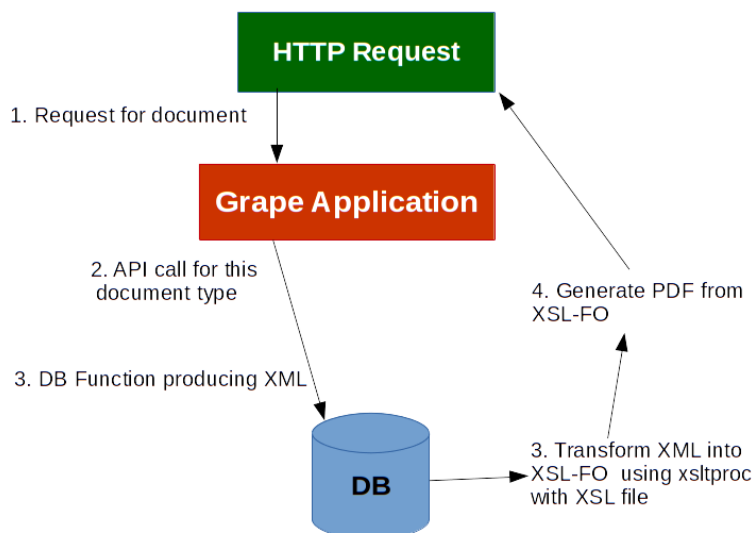 HTTP Request
1. Request for document
Grape Application
2. API call for this
document type
4. Generate PDF from
XSL-FO
3. DB Function producing XML
3. Transform XML into
XSL-FO using xsltproc
with XSL file
DB